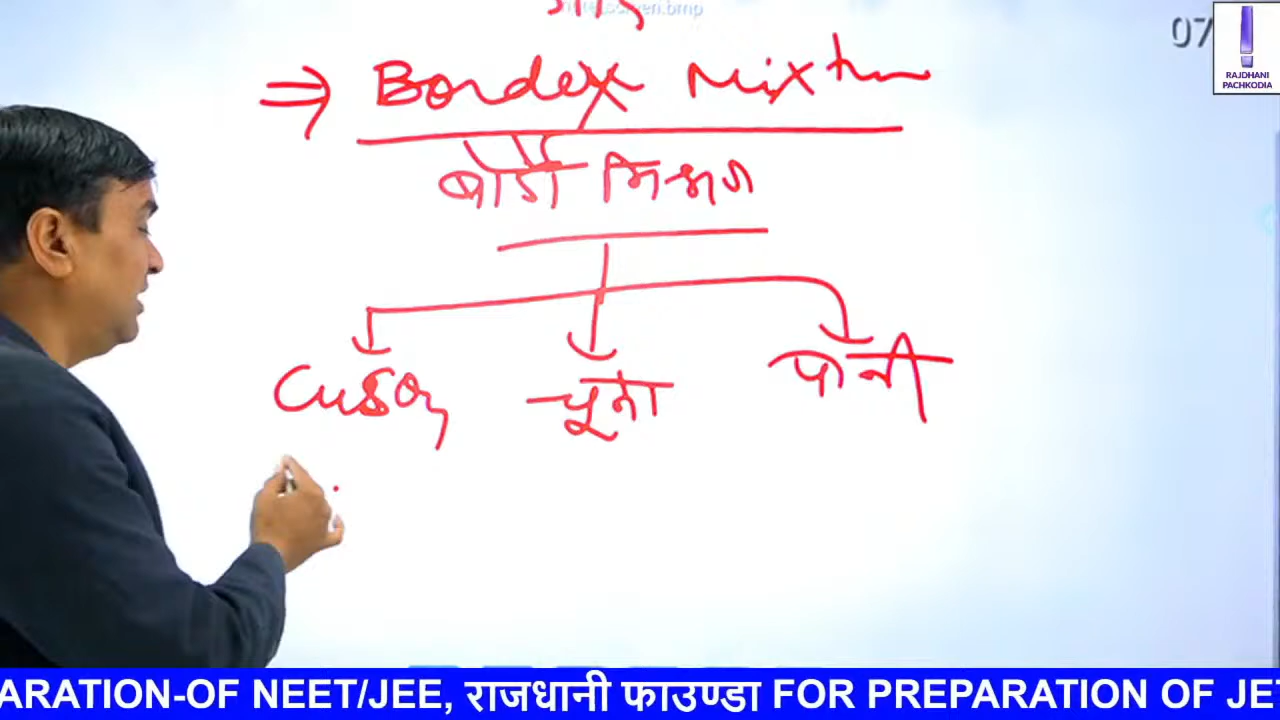 07
RAJDHANI
PACHKODIA
⇒ Bordex Mixture
बोर्डो मिश्रण
CuSO4 चूना पानी
ARATION-OF NEET/JEE, राजधानी फाउण्डा FOR PREPARATION OF JE